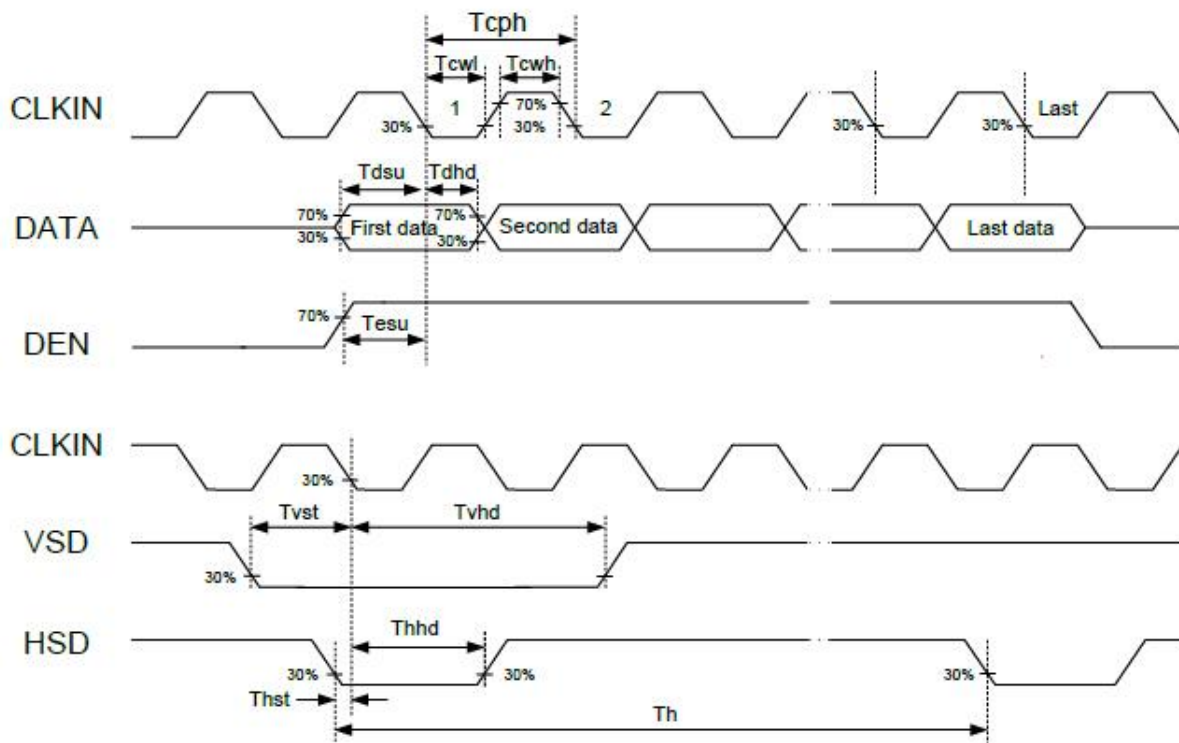 Tcph
Tcwl Tcwh
CLKIN 30% 1 70% 30% 2 30% 30% Last
Tdsu Tdhd
DATA 70% 30% First data 70% 30% Second data Last data
DEN 70% Tesu
CLKIN 30%
Tvst Tvhd
VSD 30%
HSD Thhd
30% 30% 30%
Thst
Th